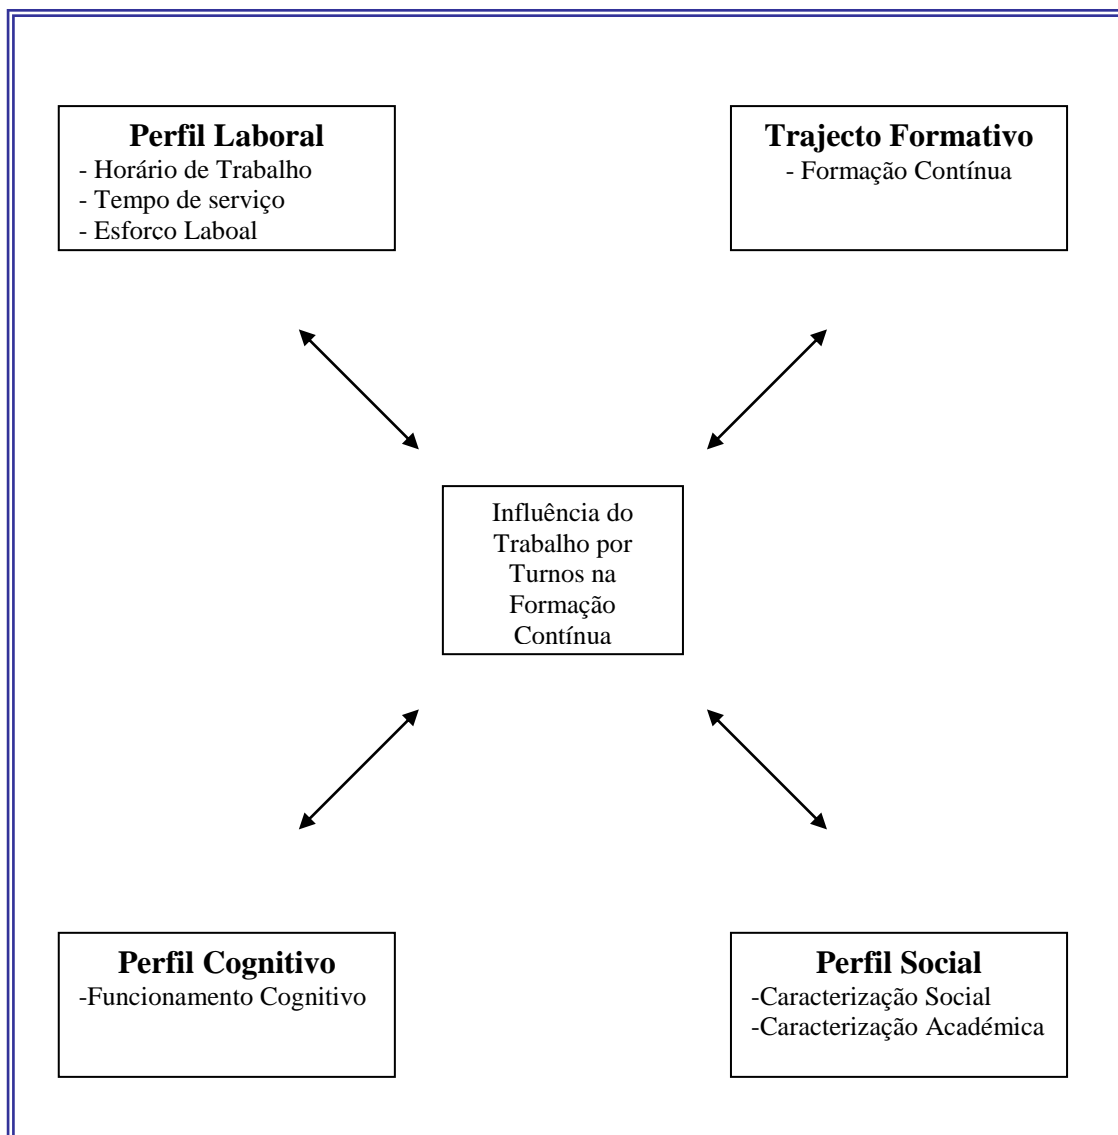 Perfil Laboral
- Horário de Trabalho
- Tempo de serviço
- Esforco Laboal
Trajecto Formativo
- Formação Contínua
Influência do
Trabalho por
Turnos na
Formação
Contínua
Perfil Cognitivo
-Funcionamento Cognitivo
Perfil Social
-Caracterização Social
-Caracterização Académica